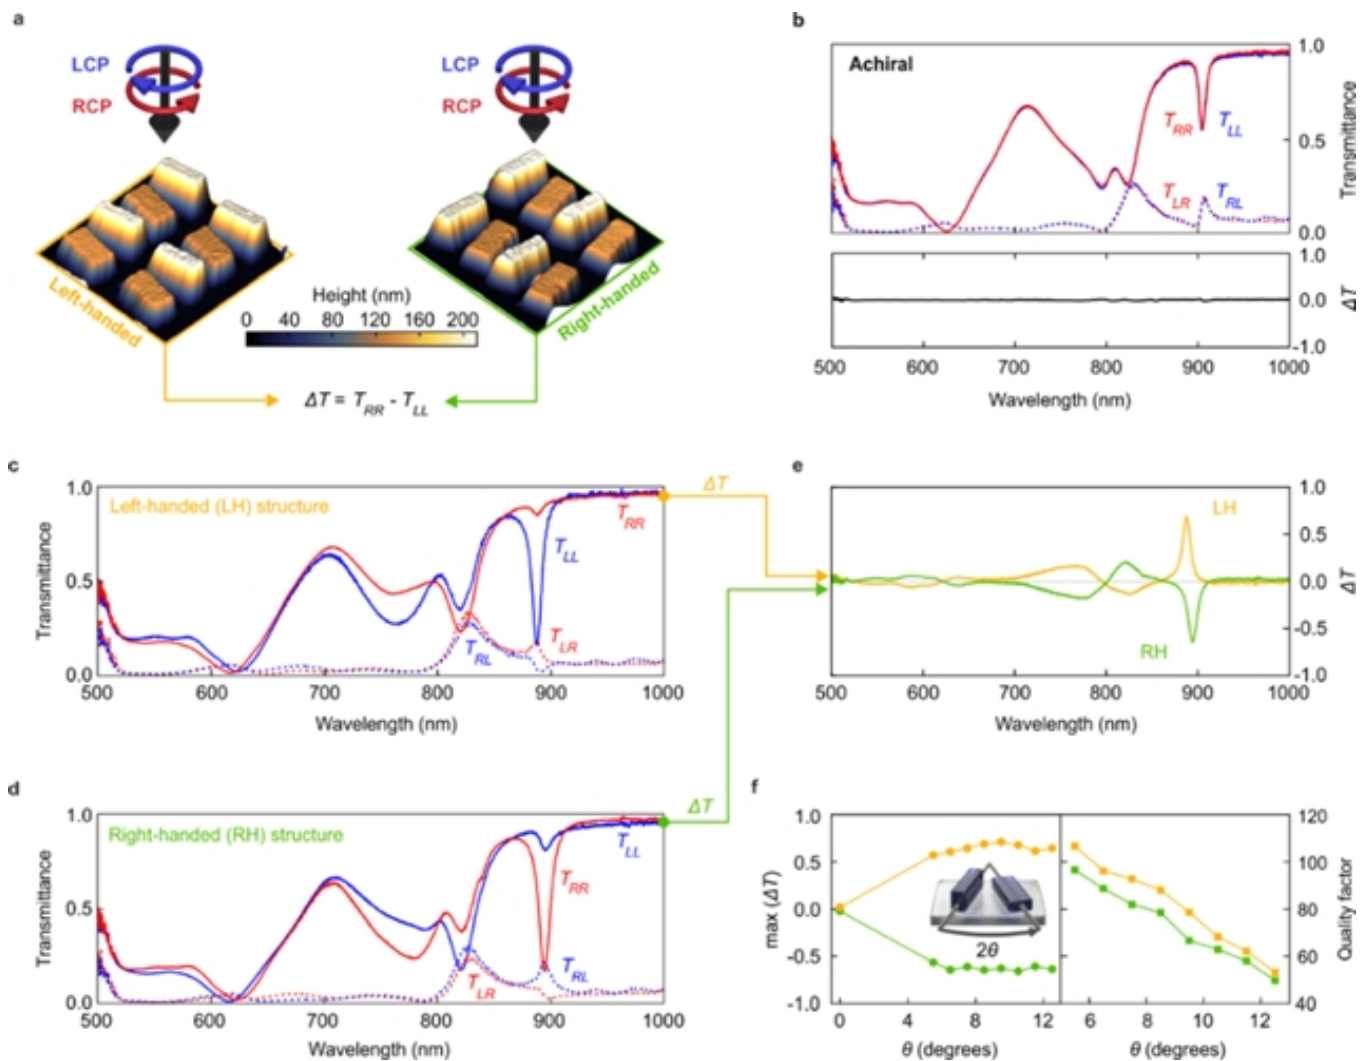 a
LCP
RCP
LCP
RCP
Left-handed
Right-handed
Height (nm)
0 40 80 120 160 200
ΔT = T_RR - T_LL
b
Achiral
T_RR T_LL
T_LR T_RL
1.0
0.5
0.0
Transmittance
1.0
0.0
-1.0
ΔT
500 600 700 800 900 1000
Wavelength (nm)
c
Left-handed (LH) structure
1.0
0.5
0.0
Transmittance
T_RR
T_LL
T_LR
T_RL
500 600 700 800 900 1000
Wavelength (nm)
ΔT
d
Right-handed (RH) structure
1.0
0.5
0.0
Transmittance
T_LL
T_RR
T_RL
T_LR
500 600 700 800 900 1000
Wavelength (nm)
ΔT
e
LH
RH
1.0
0.5
0.0
-0.5
-1.0
ΔT
500 600 700 800 900 1000
Wavelength (nm)
f
1.0
0.5
0.0
-0.5
-1.0
max (ΔT)
2θ
0 4 8 12
θ (degrees)
120
100
80
60
40
Quality factor
6 8 10 12
θ (degrees)